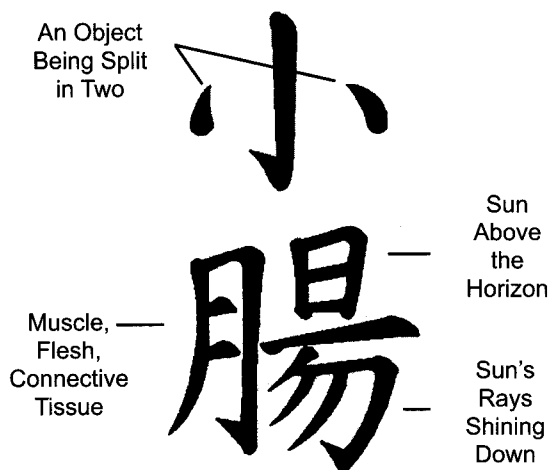 An Object
Being Split
in Two
小
腸
Sun
Above
the
Horizon
Muscle,
Flesh,
Connective
Tissue
Sun's
Rays
Shining
Down